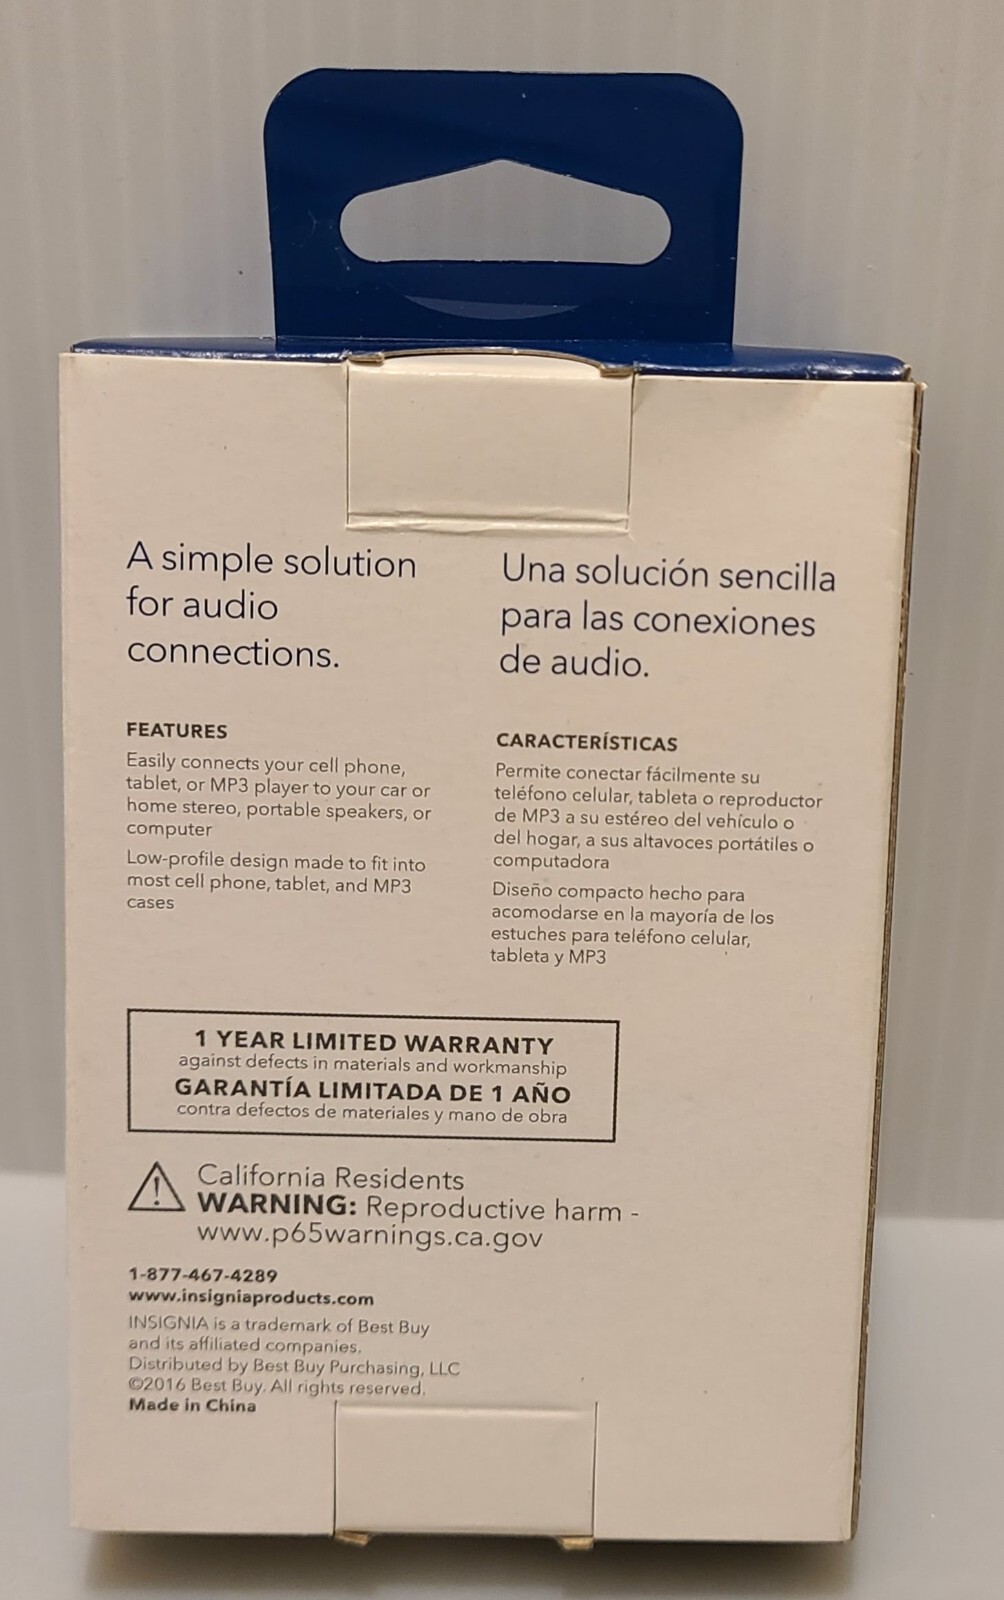 A simple solution
for audio
connections.
FEATURES
Easily connects your cell phone,
tablet, or MP3 player to your car or
home stereo, portable speakers, or
computer
Low-profile design made to fit into
most cell phone, tablet, and MP3
cases
Una solución sencilla
para las conexiones
de audio.
CARACTERÍSTICAS
Permite conectar fácilmente su
teléfono celular, tableta o reproductor
de MP3 a su estéreo del vehículo o
del hogar, a sus altavoces portátiles o
computadora
Diseño compacto hecho para
acomodarse en la mayoría de los
estuches para teléfono celular,
tableta y MP3
1 YEAR LIMITED WARRANTY
against defects in materials and workmanship
GARANTÍA LIMITADA DE 1 AÑO
contra defectos de materiales y mano de obra
California Residents
WARNING: Reproductive harm -
www.p65warnings.ca.gov
1-877-467-4289
www.insigniaproducts.com
INSIGNIA is a trademark of Best Buy
and its affiliated companies.
Distributed by Best Buy Purchasing, LLC
©2016 Best Buy. All rights reserved.
Made in China